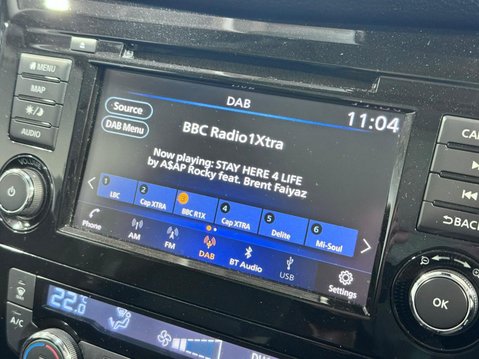 MENU
MAP
AUDIO
Source
DAB Menu
DAB
11:04
BBC Radio1Xtra
Now playing: STAY HERE 4 LIFE
by A$AP Rocky feat. Brent Faiyaz
1 LBC
2 Cap XTRA
3 BBC R1X
4 Cap XTRA
5 Delite
6 Mi-Soul
Phone
AM
FM
DAB
BT Audio
USB
Settings
CA
BACK
OK
A/C
22.0°C